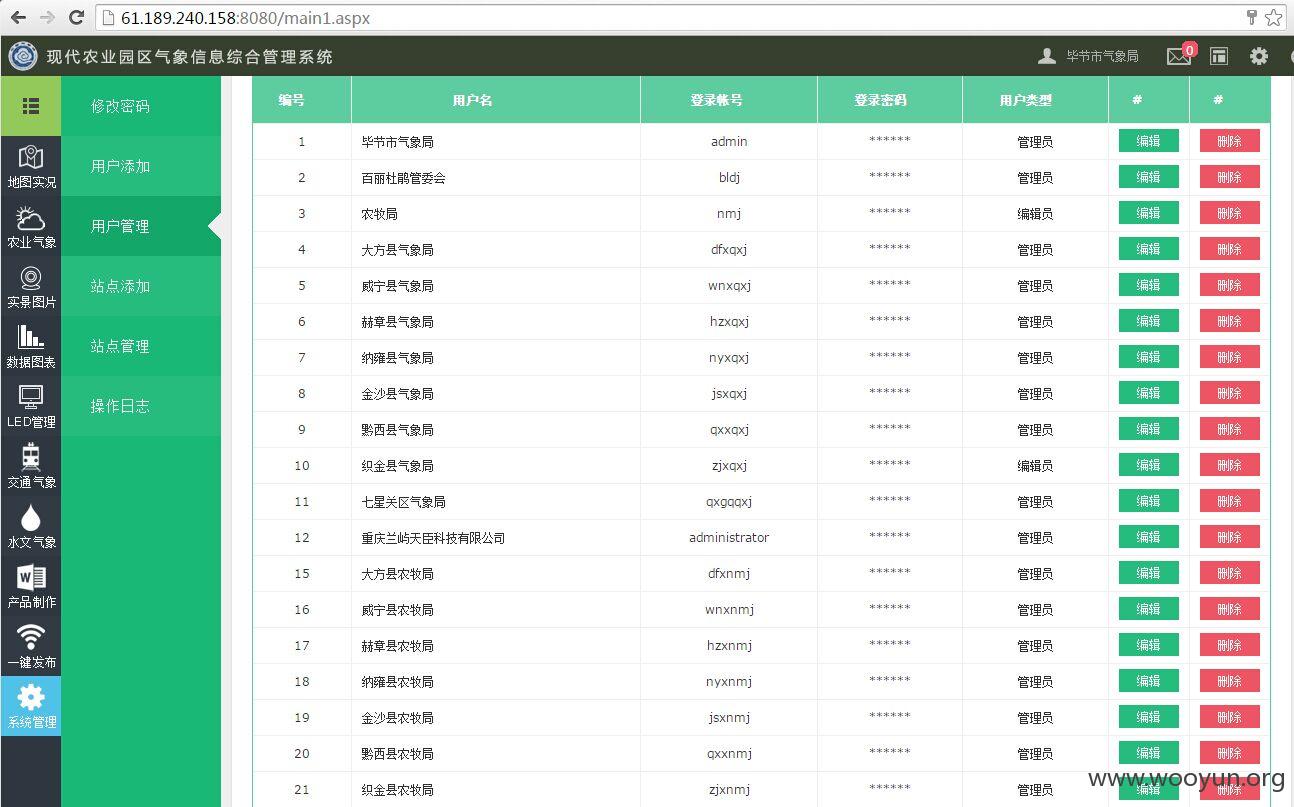 61.189.240.158:8080/main1.aspx
现代农业园区气象信息综合管理系统
毕节市气象局
0
地图实况
农业气象
实景图片
数据图表
LED管理
交通气象
水文气象
产品制作
一键发布
系统管理
修改密码
用户添加
用户管理
站点添加
站点管理
操作日志
编号 用户名 登录帐号 登录密码 用户类型 # #
1 毕节市气象局 admin ****** 管理员 编辑 删除
2 百丽杜鹃管委会 bldj ****** 管理员 编辑 删除
3 农牧局 nmj ****** 编辑员 编辑 删除
4 大方县气象局 dfxqxj ****** 管理员 编辑 删除
5 威宁县气象局 wnxqxj ****** 管理员 编辑 删除
6 赫章县气象局 hzxqxj ****** 管理员 编辑 删除
7 纳雍县气象局 nyxqxj ****** 管理员 编辑 删除
8 金沙县气象局 jsxqxj ****** 管理员 编辑 删除
9 黔西县气象局 qxxqxj ****** 管理员 编辑 删除
10 织金县气象局 zjxqxj ****** 编辑员 编辑 删除
11 七星关区气象局 qxgqqxj ****** 管理员 编辑 删除
12 重庆兰屿天臣科技有限公司 administrator ****** 管理员 编辑 删除
15 大方县农牧局 dfxnmj ****** 管理员 编辑 删除
16 威宁县农牧局 wnxnmj ****** 管理员 编辑 删除
17 赫章县农牧局 hzxnmj ****** 管理员 编辑 删除
18 纳雍县农牧局 nyxnmj ****** 管理员 编辑 删除
19 金沙县农牧局 jsxnmj ****** 管理员 编辑 删除
20 黔西县农牧局 qxxnmj ****** 管理员 编辑 删除
21 织金县农牧局 zjxnmj ****** 管理员 编辑 删除
www.wooyun.org